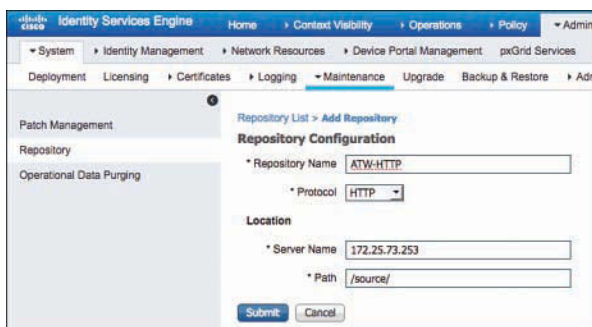 cisco Identity Services Engine Home Context Visibility Operations Policy Admin
System Identity Management Network Resources Device Portal Management pxGrid Services
Deployment Licensing Certificates Logging Maintenance Upgrade Backup & Restore Ad
Patch Management
Repository
Operational Data Purging
Repository List > Add Repository
Repository Configuration
* Repository Name ATW-HTTP
* Protocol HTTP
Location
* Server Name 172.25.73.253
* Path /source/
Submit Cancel